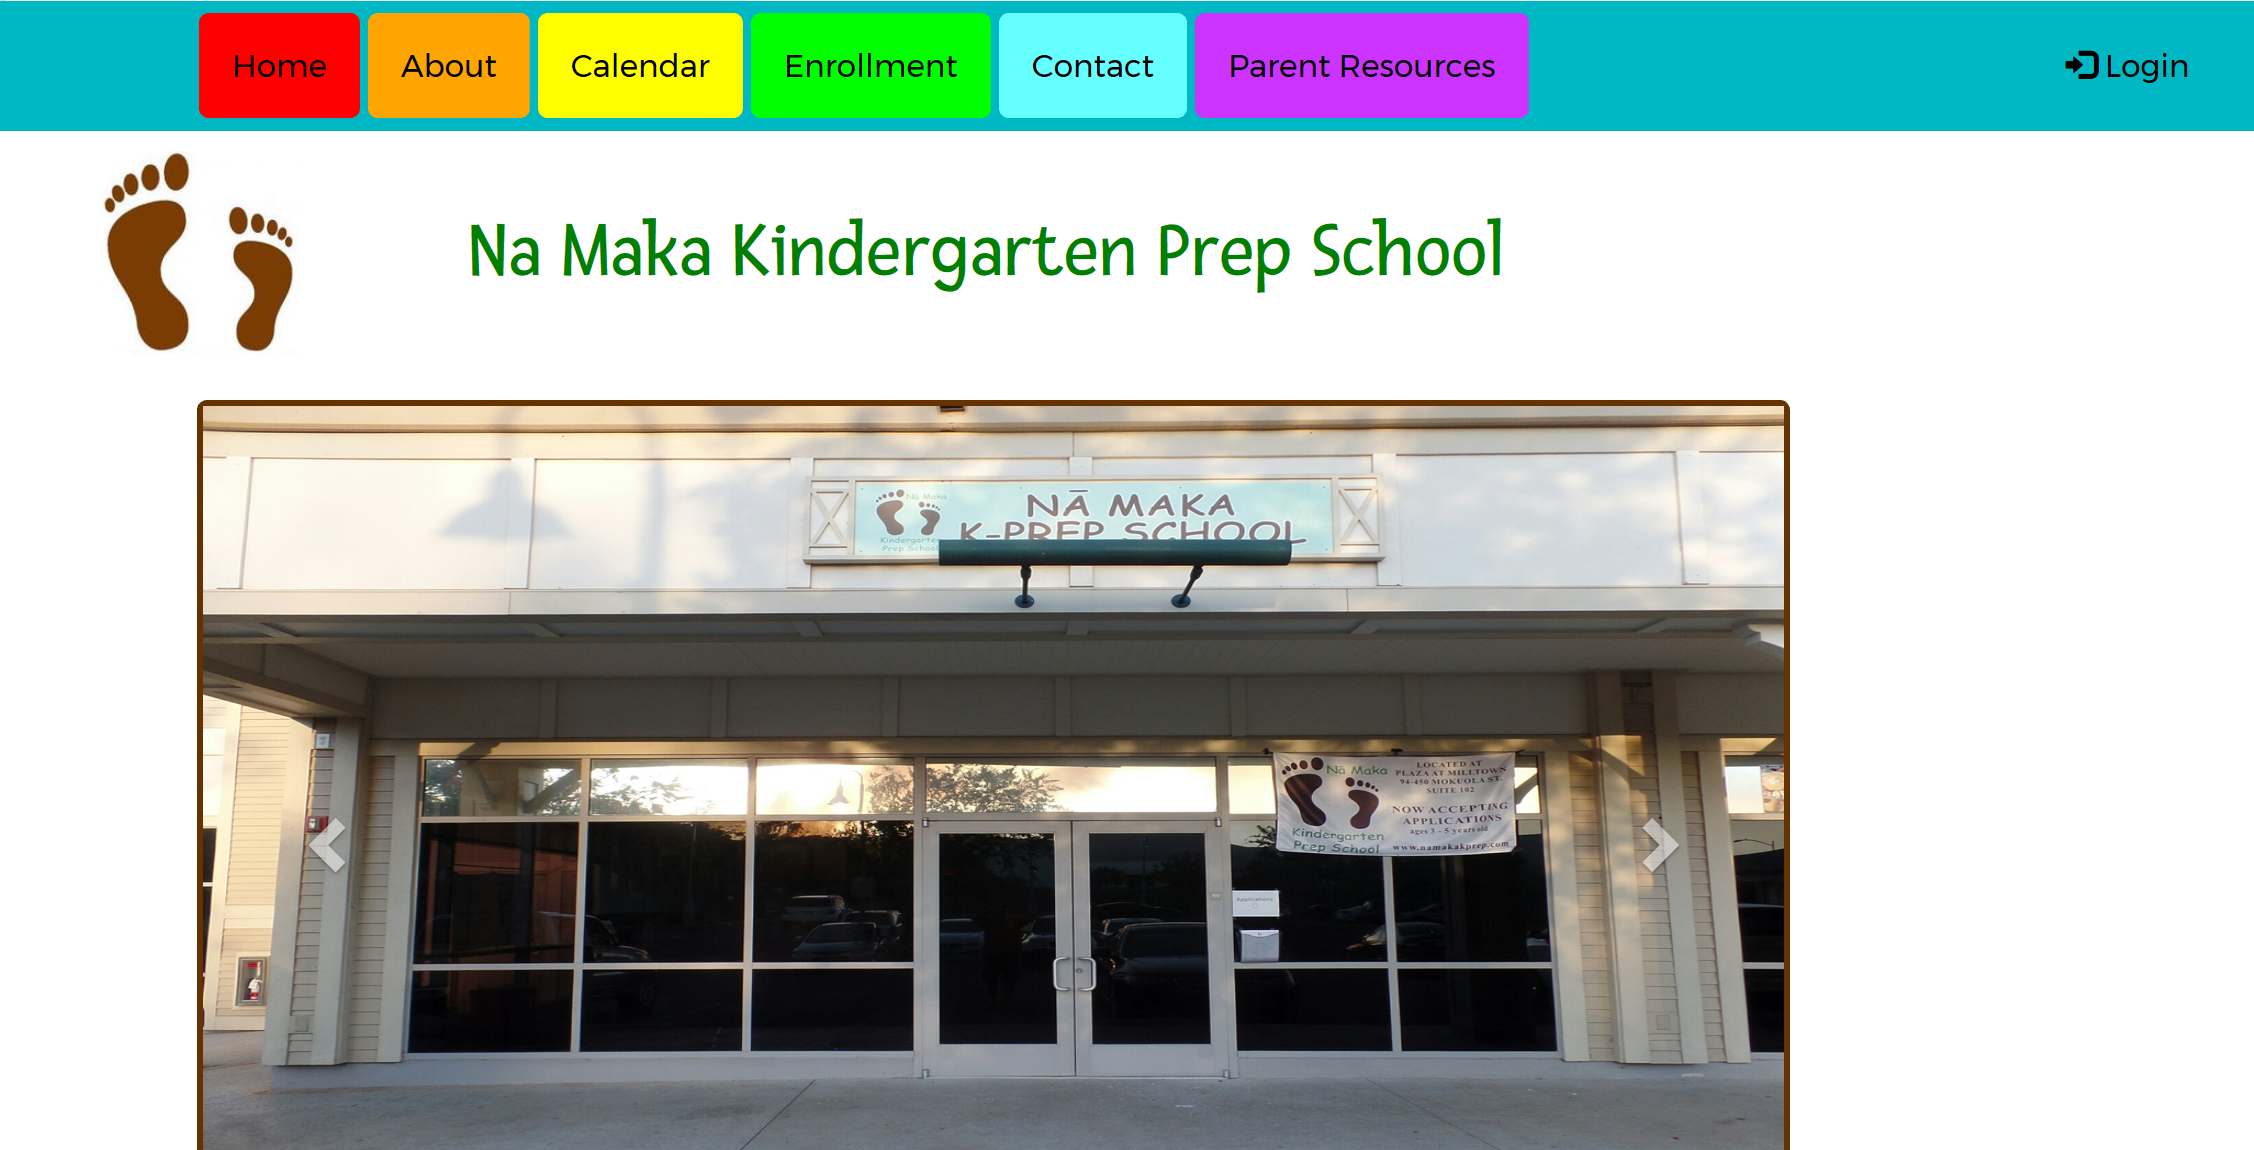 Home
About
Calendar
Enrollment
Contact
Parent Resources
Login
Na Maka Kindergarten Prep School
Nā Maka
Kindergarten
Prep School
NĀ MAKA
K-PREP SCHOOL
Nā Maka
Kindergarten
Prep School
LOCATED AT
PLAZA AT MILLTOWN
94-450 MOKUOLA ST.
SUITE 102
NOW ACCEPTING
APPLICATIONS
ages 3 - 5 years old
www.namakakprep.com
Applications